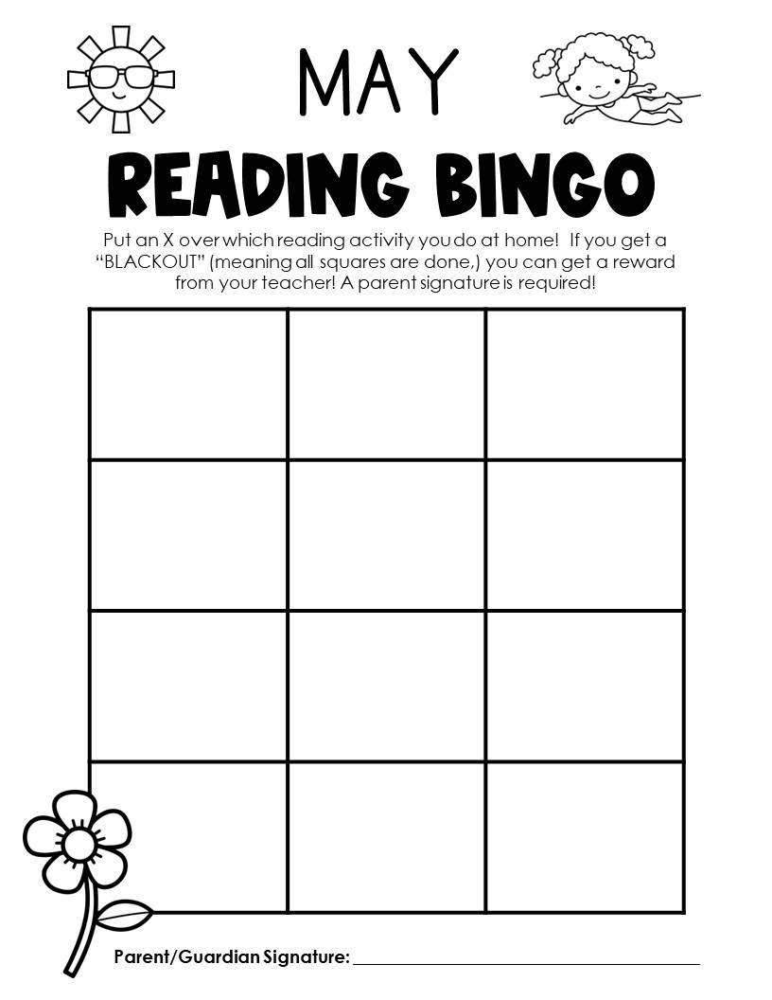 MAY
READING BINGO
Put an X over which reading activity you do at home! If you get a
“BLACKOUT” (meaning all squares are done,) you can get a reward
from your teacher! A parent signature is required!
Parent/Guardian Signature: ___________________________________